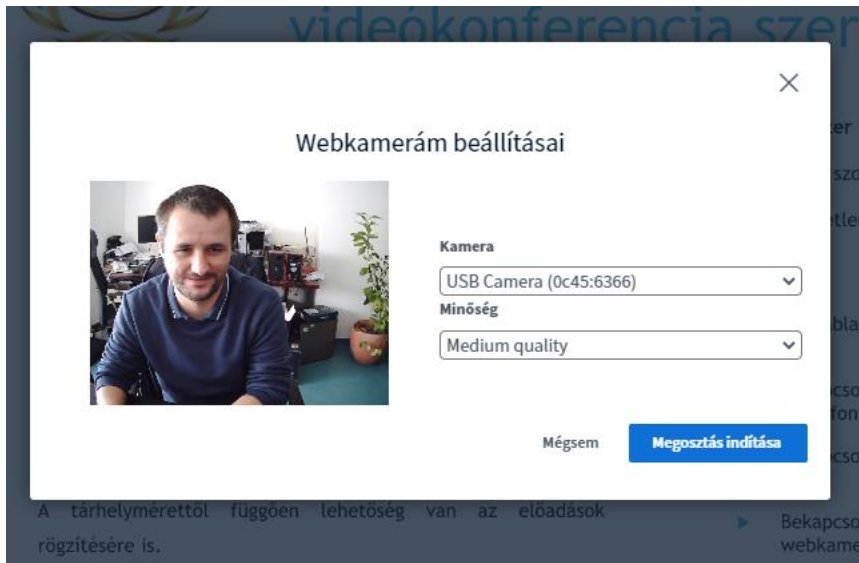 videókonferencia szer
Webkamerám beállításai
Kamera
USB Camera (0c45:6366)
Minőség
Medium quality
Mégsem
Megosztás indítása
A tárhelymérettől függően lehetőség van az előadások
rögzítésére is.
Bekapcso
webkame